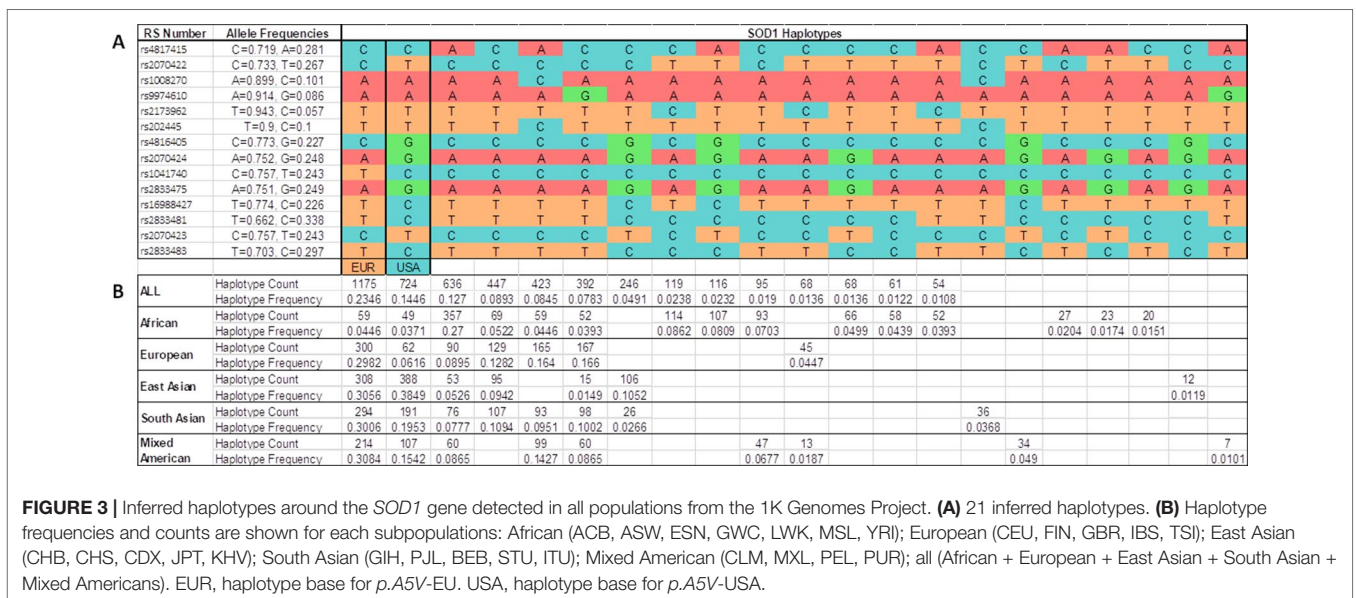 A
RS Number Allele Frequencies SOD1 Haplotypes
rs4817415 C=0.719, A=0.281 C C A C A C C C A C C C C A C C A A C C A
rs2070422 C=0.733, T=0.267 C T C C C C C T T C T T T T C T C T T C C
rs1008270 A=0.899, C=0.101 A A A A C A A A A A A A A A C A A A A A A
rs9974610 A=0.914, G=0.086 A A A A A G A A A A A A A A A A A A A A G
rs2173962 T=0.943, C=0.057 T T T T T T T C T T C T T C T T T T T T T
rs202445 T=0.9, C=0.1 T T T T C T T T T T T T T T C T T T T T T
rs4816405 C=0.773, G=0.227 C G C C C C G C G C C C C C C G C C C G C
rs2070424 A=0.752, G=0.248 A G A A A A G A G A A G A A A G A G A G A
rs1041740 C=0.757, T=0.243 T C C C C C C C C C C C C C C C C C C C C
rs2833475 A=0.751, G=0.249 A G A A A A G A G A A G A A A G A G A G A
rs16988427 T=0.774, C=0.226 T C T T T T C T C T T T T T T C T T T T T
rs2833481 T=0.662, C=0.338 T C T T T T C C C C C C C T T C C C C C T
rs2070423 C=0.757, T=0.243 C T C C C C T C T C C T C C C T C T C C C
rs2833483 T=0.703, C=0.297 T C T T T T C C C T T C C T T C T C T C T
EUR USA
B
ALL Haplotype Count 1175 724 636 447 423 392 246 119 116 95 68 68 61 54
Haplotype Frequency 0.2346 0.1446 0.127 0.0893 0.0845 0.0783 0.0491 0.0238 0.0232 0.019 0.0136 0.0136 0.0122 0.0108
African Haplotype Count 59 49 357 69 59 52 114 107 93 66 58 52 27 23 20
Haplotype Frequency 0.0446 0.0371 0.27 0.0522 0.0446 0.0393 0.0862 0.0809 0.0703 0.0499 0.0439 0.0393 0.0204 0.0174 0.0151
European Haplotype Count 300 62 90 129 165 167 45
Haplotype Frequency 0.2982 0.0616 0.0895 0.1282 0.164 0.166 0.0447
East Asian Haplotype Count 308 388 53 95 15 106 12
Haplotype Frequency 0.3056 0.3849 0.0526 0.0942 0.0149 0.1052 0.0119
South Asian Haplotype Count 294 191 76 107 93 98 26 36
Haplotype Frequency 0.3006 0.1953 0.0777 0.1094 0.0951 0.1002 0.0266 0.0368
Mixed Haplotype Count 214 107 60 99 60 47 13 34 7
American Haplotype Frequency 0.3084 0.1542 0.0865 0.1427 0.0865 0.0677 0.0187 0.049 0.0101
FIGURE 3 | Inferred haplotypes around the SOD1 gene detected in all populations from the 1K Genomes Project. (A) 21 inferred haplotypes. (B) Haplotype
frequencies and counts are shown for each subpopulations: African (ACB, ASW, ESN, GWC, LWK, MSL, YRI); European (CEU, FIN, GBR, IBS, TSI); East Asian
(CHB, CHS, CDX, JPT, KHV); South Asian (GIH, PJL, BEB, STU, ITU); Mixed American (CLM, MXL, PEL, PUR); all (African + European + East Asian + South Asian +
Mixed Americans). EUR, haplotype base for p.A5V-EU. USA, haplotype base for p.A5V-USA.